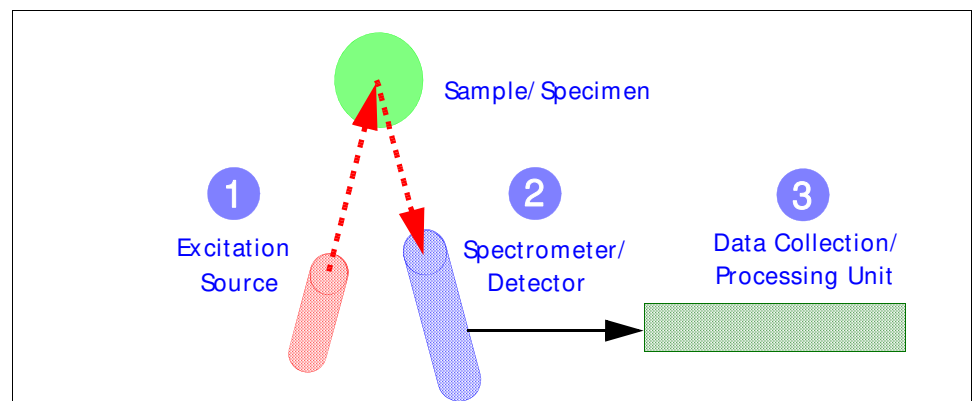 Sample/ Specimen
1
Excitation
Source
2
Spectrometer/
Detector
3
Data Collection/
Processing Unit